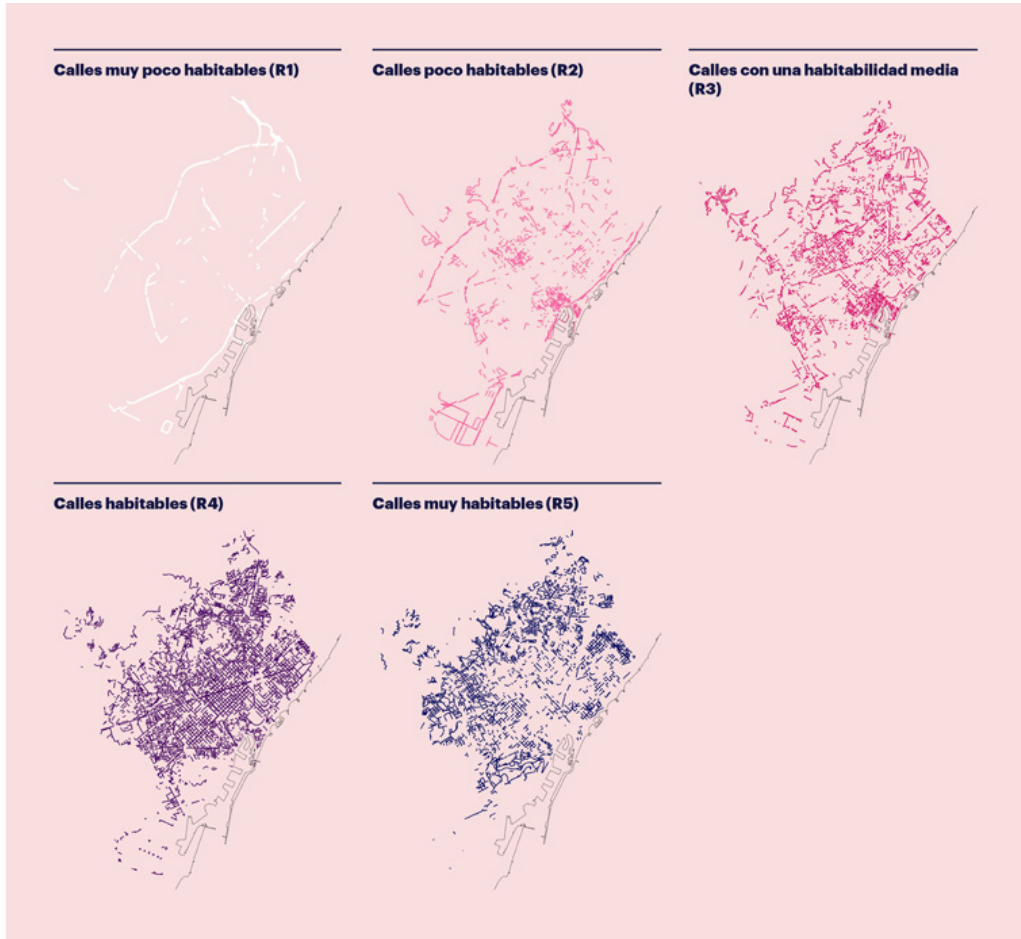 Calles muy poco habitables (R1)
Calles poco habitables (R2)
Calles con una habitabilidad media
(R3)
Calles habitables (R4)
Calles muy habitables (R5)